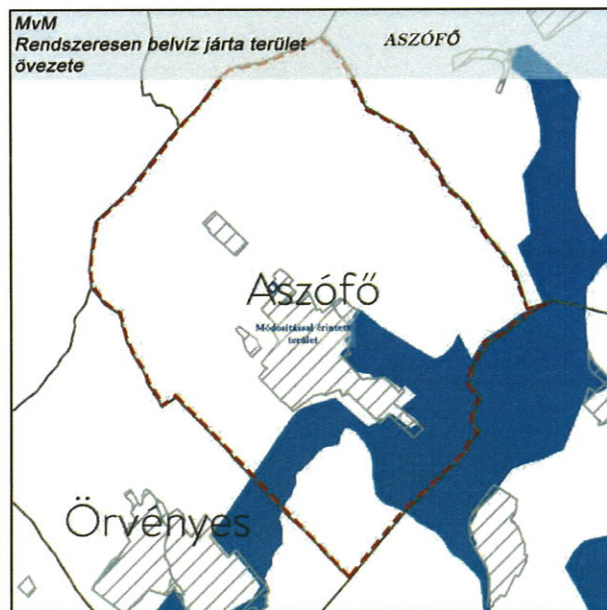 MvM
Rendszeresen belvíz járta terület
övezete
ASZÓFŐ
Aszófő
Módosítással érintett
terület
Örvényes